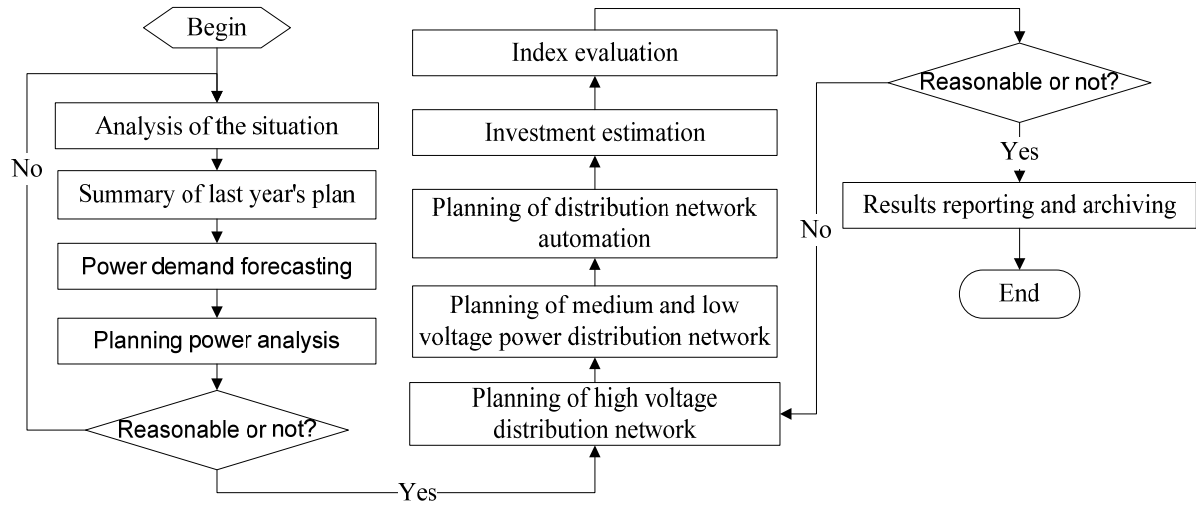 Begin
Analysis of the situation
No
Summary of last year's plan
Power demand forecasting
Planning power analysis
Reasonable or not?
Yes
Index evaluation
Investment estimation
Planning of distribution network
automation
Planning of medium and low
voltage power distribution network
Planning of high voltage
distribution network
Reasonable or not?
Yes
No
Results reporting and archiving
End